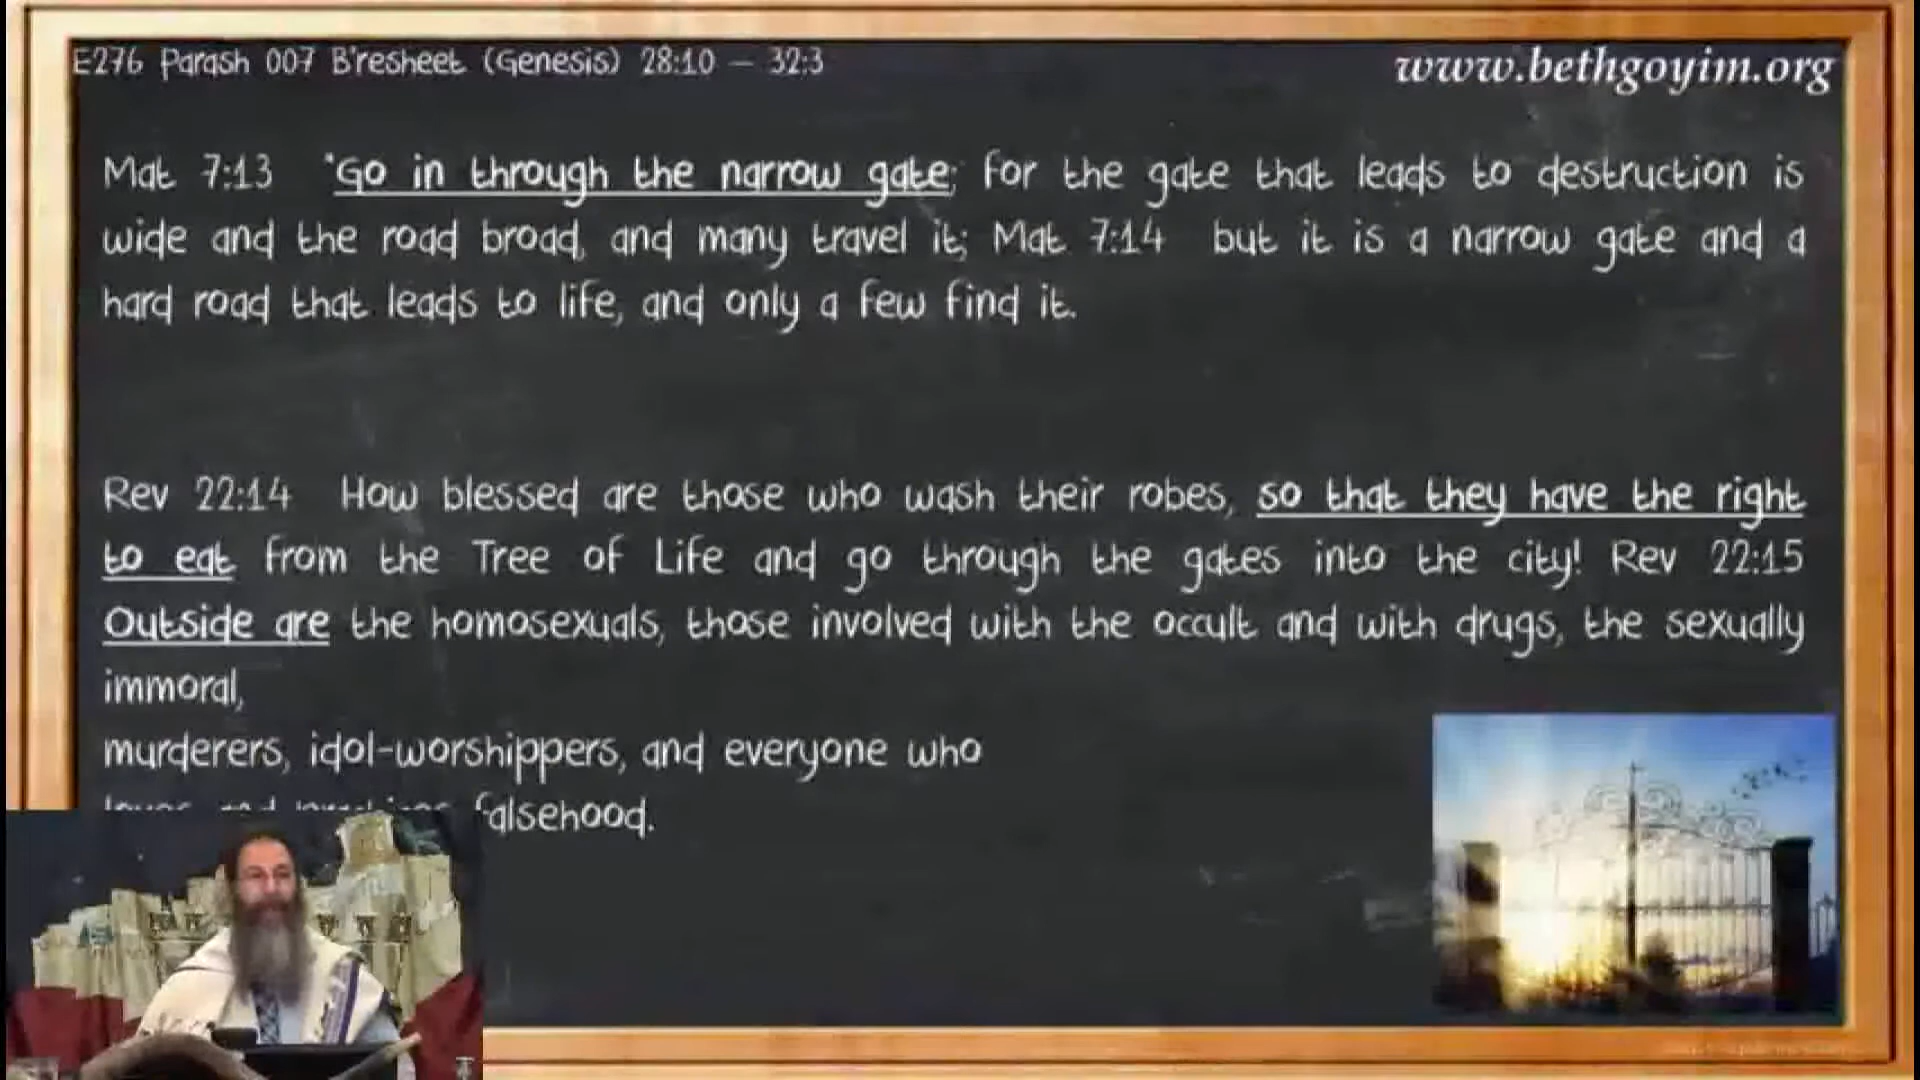 E276 Parash 007 B'resheet (Genesis) 28:10 – 32:3
www.bethgoyim.org
Mat 7:13 "Go in through the narrow gate; for the gate that leads to destruction is
wide and the road broad, and many travel it; Mat 7:14 but it is a narrow gate and a
hard road that leads to life, and only a few find it.
Rev 22:14 How blessed are those who wash their robes, so that they have the right
to eat from the Tree of Life and go through the gates into the city! Rev 22:15
Outside are the homosexuals, those involved with the occult and with drugs, the sexually
immoral,
murderers, idol-worshippers, and everyone who
falsehood.